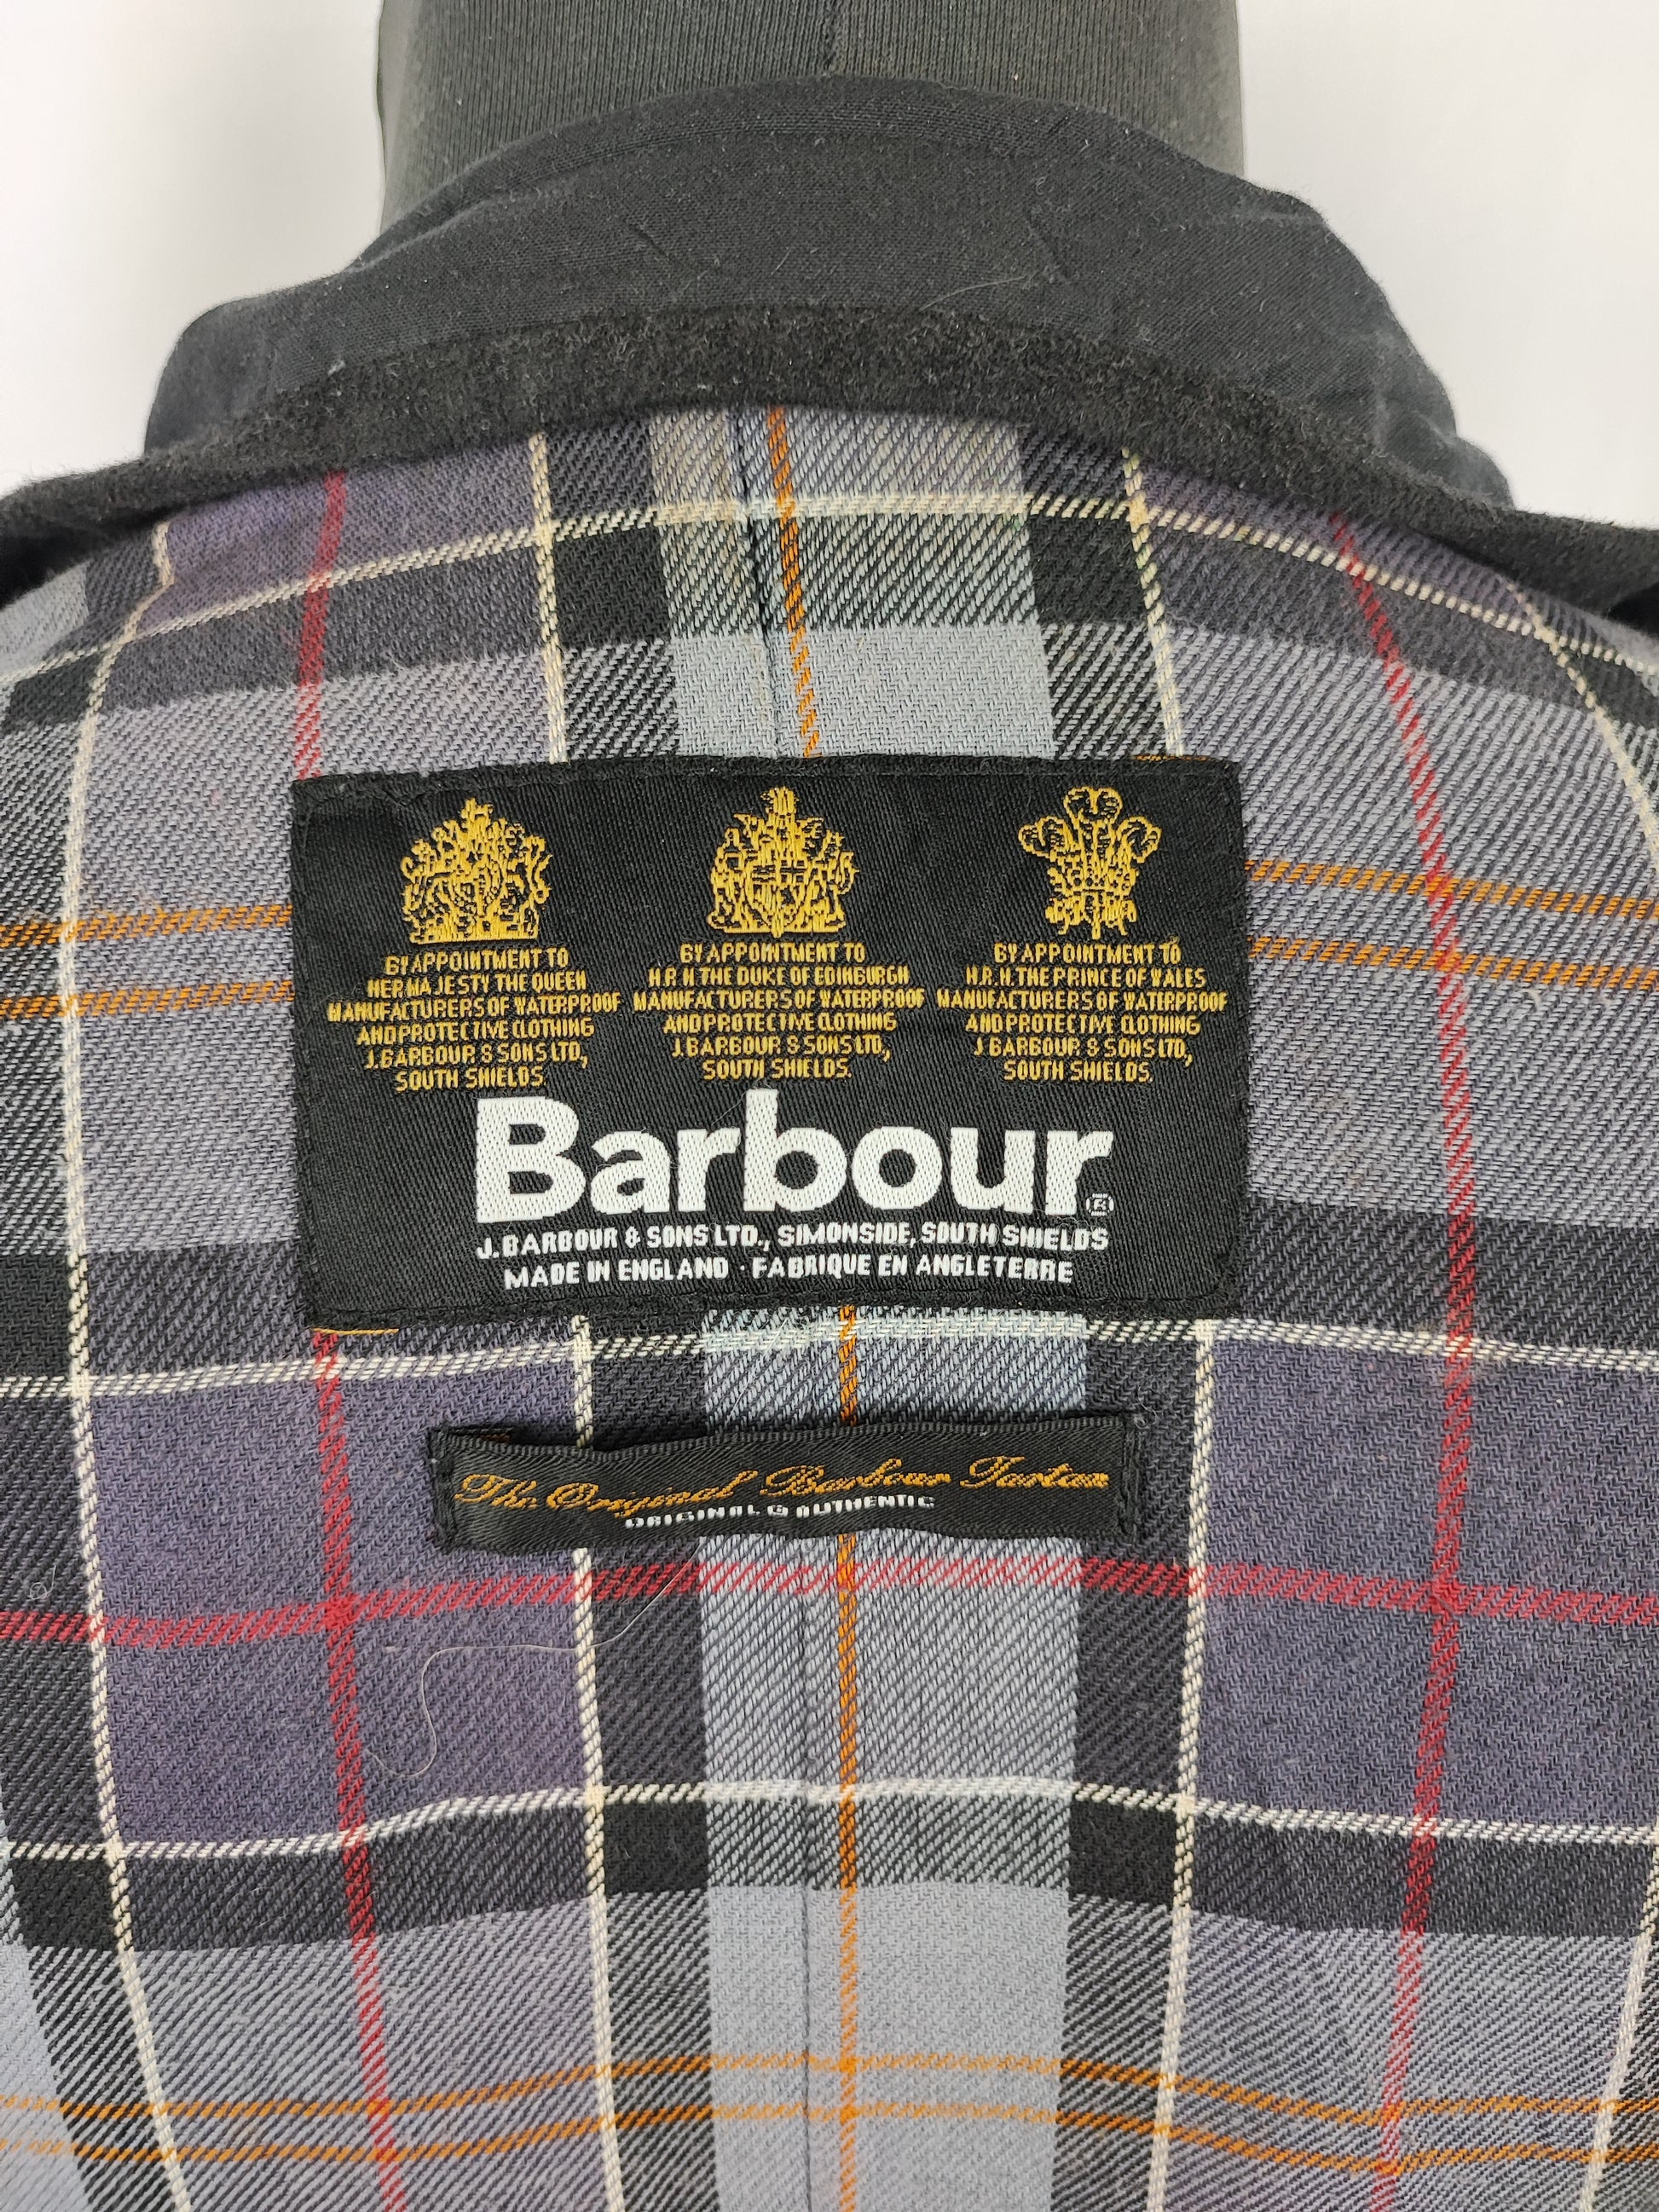 BY APPOINTMENT TO
HER MAJESTY THE QUEEN
MANUFACTURERS OF WATERPROOF
AND PROTECTIVE CLOTHING
J. BARBOUR & SONS LTD.,
SOUTH SHIELDS.
BY APPOINTMENT TO
H.R.H. THE DUKE OF EDINBURGH
MANUFACTURERS OF WATERPROOF
AND PROTECTIVE CLOTHING
J. BARBOUR & SONS LTD.,
SOUTH SHIELDS.
BY APPOINTMENT TO
H.R.H. THE PRINCE OF WALES
MANUFACTURERS OF WATERPROOF
AND PROTECTIVE CLOTHING
J. BARBOUR & SONS LTD.,
SOUTH SHIELDS.
Barbour®
J. BARBOUR & SONS LTD., SIMONSIDE, SOUTH SHIELDS
MADE IN ENGLAND · FABRIQUE EN ANGLETERRE
The Original Barbour Tartan
ORIGINAL & AUTHENTIC